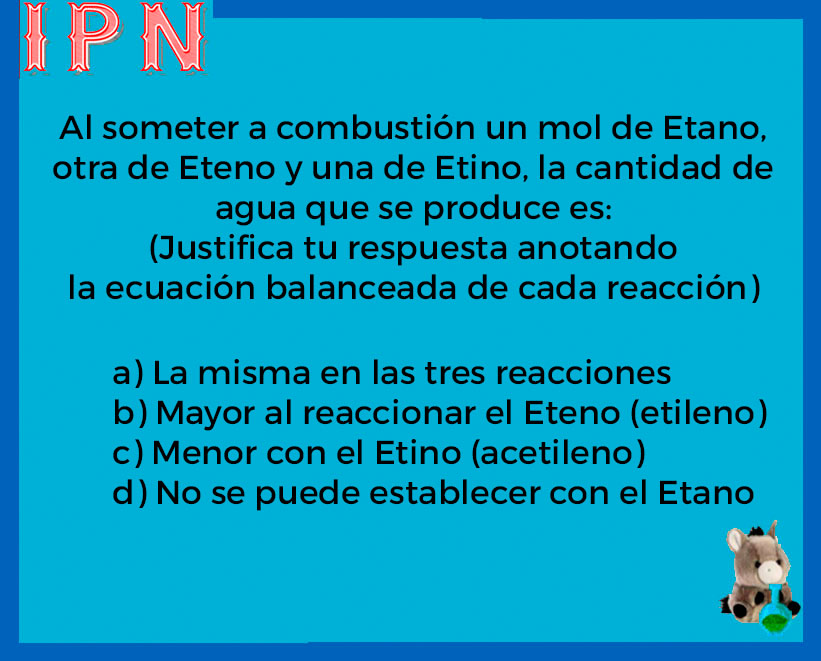 IPN
Al someter a combustión un mol de Etano,
otra de Eteno y una de Etino, la cantidad de
agua que se produce es:
(Justifica tu respuesta anotando
la ecuación balanceada de cada reacción)
a) La misma en las tres reacciones
b) Mayor al reaccionar el Eteno (etileno)
c) Menor con el Etino (acetileno)
d) No se puede establecer con el Etano